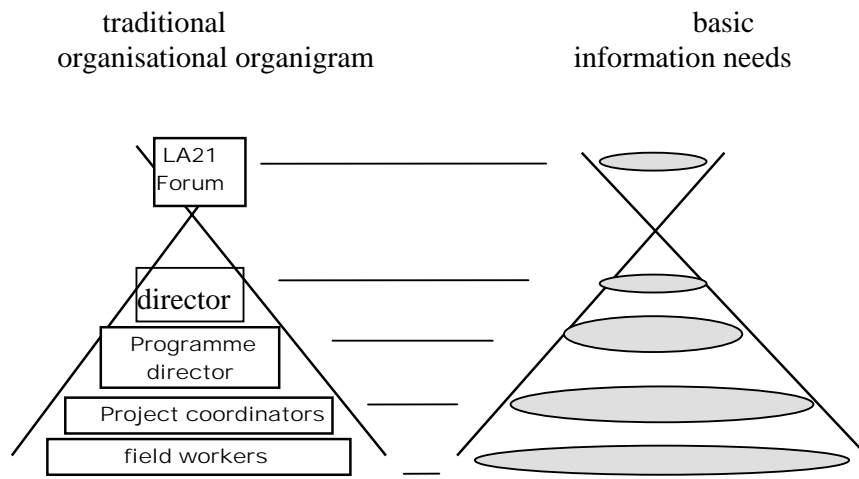 traditional
organisational organigram
basic
information needs
LA21
Forum
director
Programme
director
Project coordinators
field workers